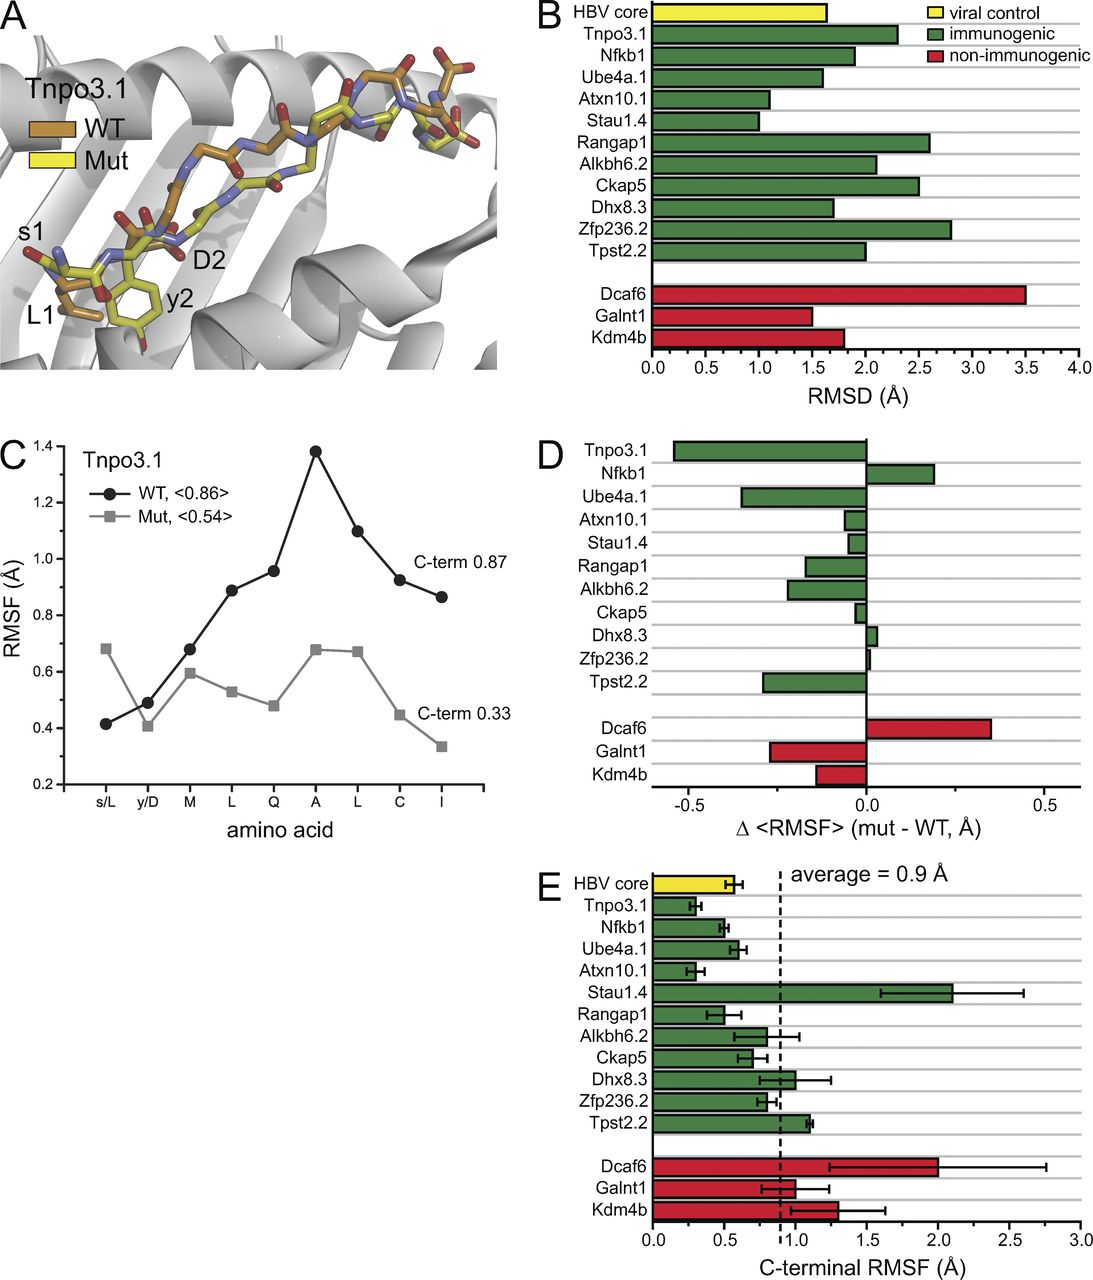 A
Tnpo3.1
WT
Mut
s1
D2
L1
y2
B
HBV core
Tnpo3.1
Nfkb1
Ube4a.1
Atxn10.1
Stau1.4
Rangap1
Alkbh6.2
Ckap5
Dhx8.3
Zfp236.2
Tpst2.2
Dcaf6
Galnt1
Kdm4b
viral control
immunogenic
non-immunogenic
0.0 0.5 1.0 1.5 2.0 2.5 3.0 3.5 4.0
RMSD (Å)
C
Tnpo3.1
WT, <0.86>
Mut, <0.54>
1.4
1.2
1.0
0.8
0.6
0.4
0.2
RMSF (Å)
C-term 0.87
C-term 0.33
s/L y/D M L Q A L C I
amino acid
D
Tnpo3.1
Nfkb1
Ube4a.1
Atxn10.1
Stau1.4
Rangap1
Alkbh6.2
Ckap5
Dhx8.3
Zfp236.2
Tpst2.2
Dcaf6
Galnt1
Kdm4b
-0.5 0.0 0.5
Δ <RMSF> (mut - WT, Å)
E
average = 0.9 Å
HBV core
Tnpo3.1
Nfkb1
Ube4a.1
Atxn10.1
Stau1.4
Rangap1
Alkbh6.2
Ckap5
Dhx8.3
Zfp236.2
Tpst2.2
Dcaf6
Galnt1
Kdm4b
0.0 0.5 1.0 1.5 2.0 2.5 3.0
C-terminal RMSF (Å)